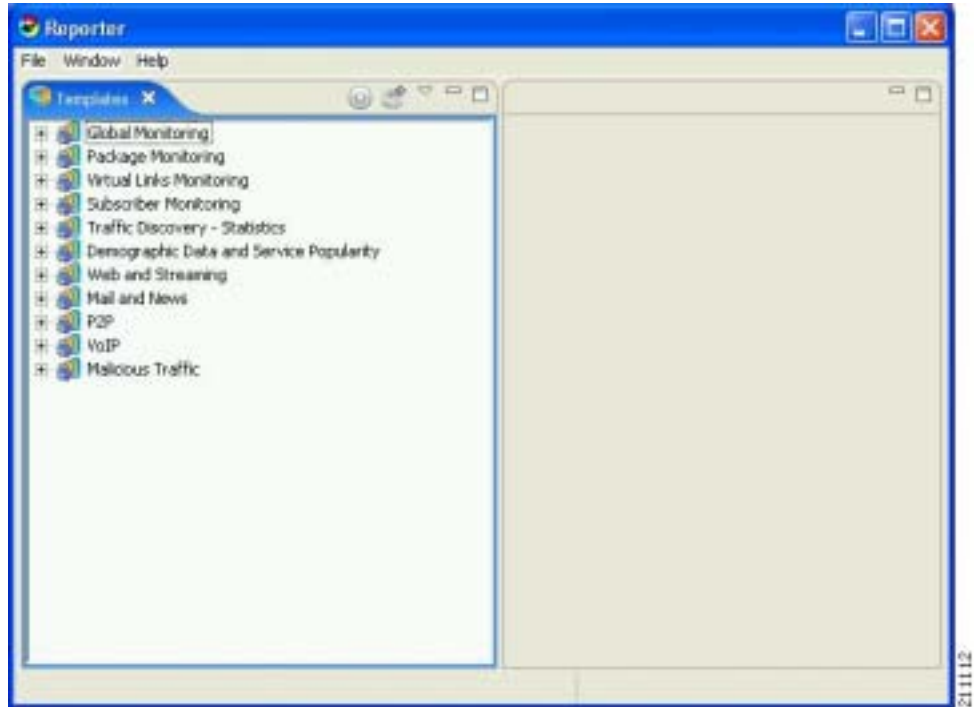 Reporter
File Window Help
Templates
Global Monitoring
Package Monitoring
Virtual Links Monitoring
Subscriber Monitoring
Traffic Discovery - Statistics
Demographic Data and Service Popularity
Web and Streaming
Mail and News
P2P
VoIP
Malicious Traffic
211112